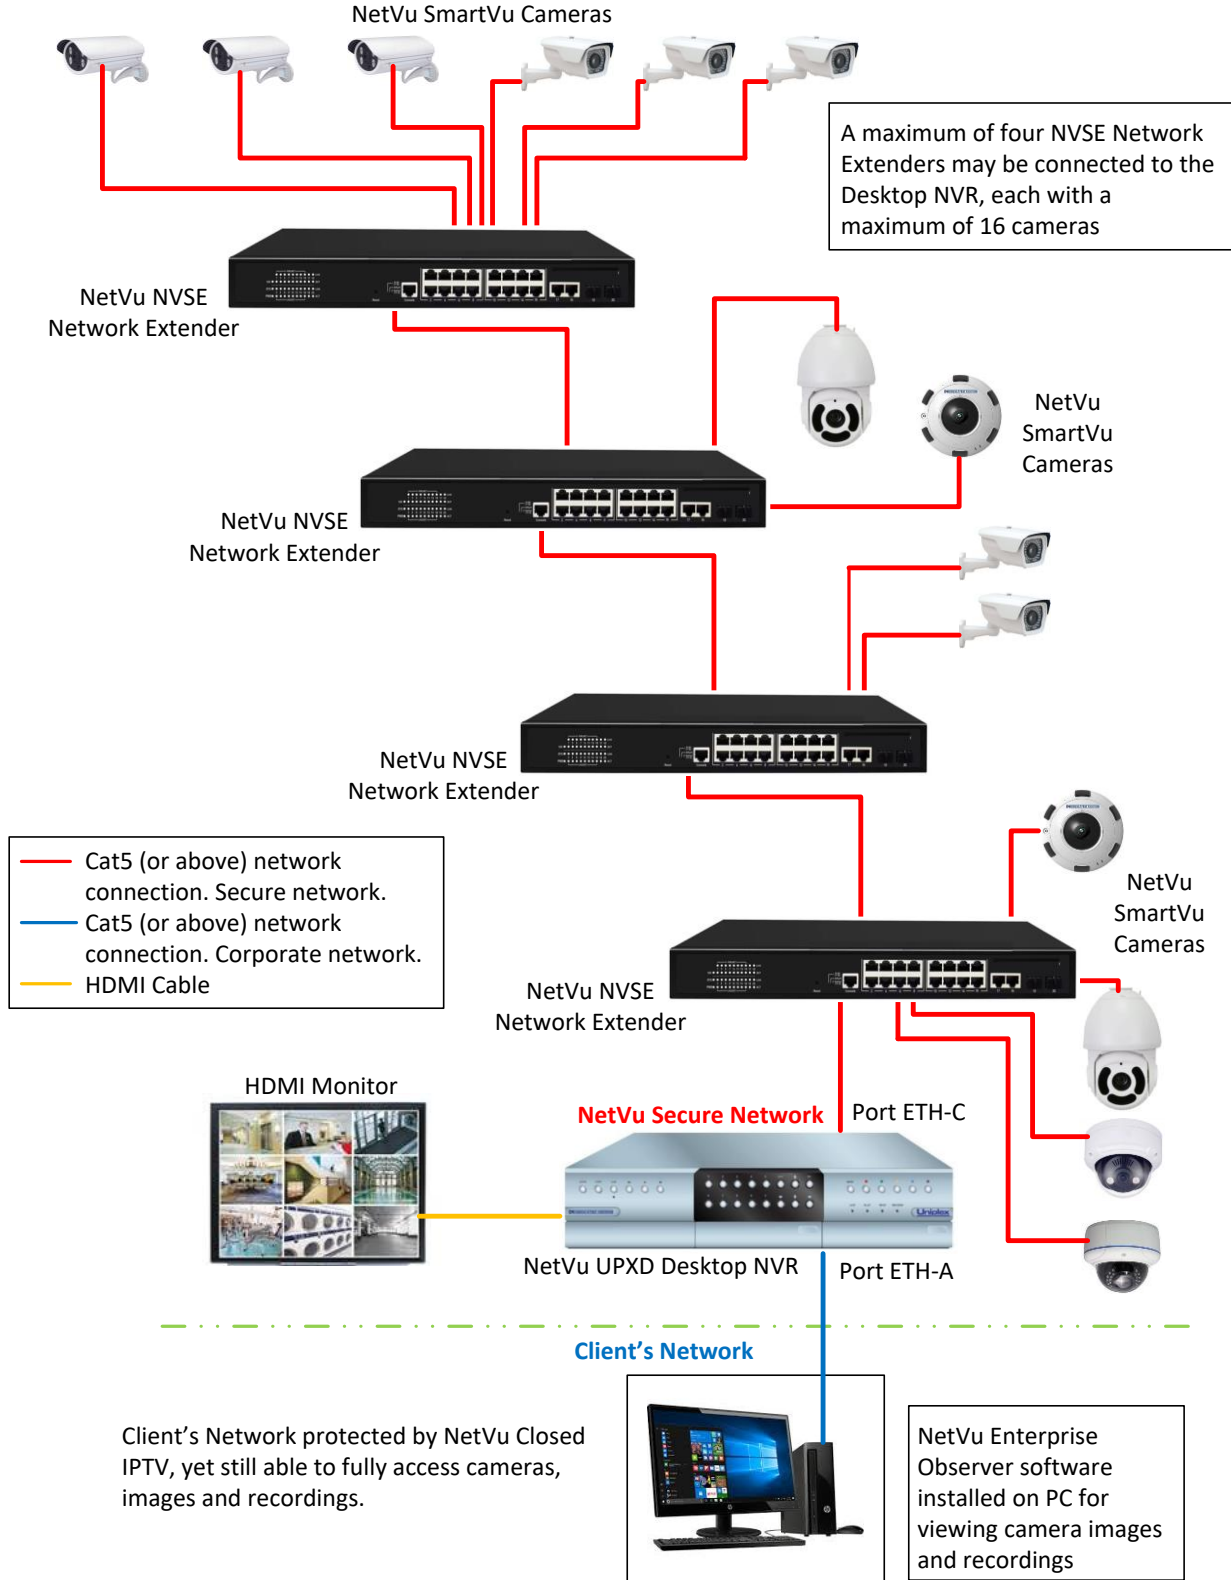 NetVu SmartVu Cameras
A maximum of four NVSE Network
Extenders may be connected to the
Desktop NVR, each with a
maximum of 16 cameras
NetVu NVSE
Network Extender
NetVu
SmartVu
Cameras
NetVu NVSE
Network Extender
NetVu NVSE
Network Extender
Cat5 (or above) network
connection. Secure network.
Cat5 (or above) network
connection. Corporate network.
HDMI Cable
NetVu
SmartVu
Cameras
NetVu NVSE
Network Extender
HDMI Monitor
NetVu Secure Network
Port ETH-C
Uniplex
NetVu UPXD Desktop NVR
Port ETH-A
Client's Network
Client's Network protected by NetVu Closed
IPTV, yet still able to fully access cameras,
images and recordings.
NetVu Enterprise
Observer software
installed on PC for
viewing camera images
and recordings